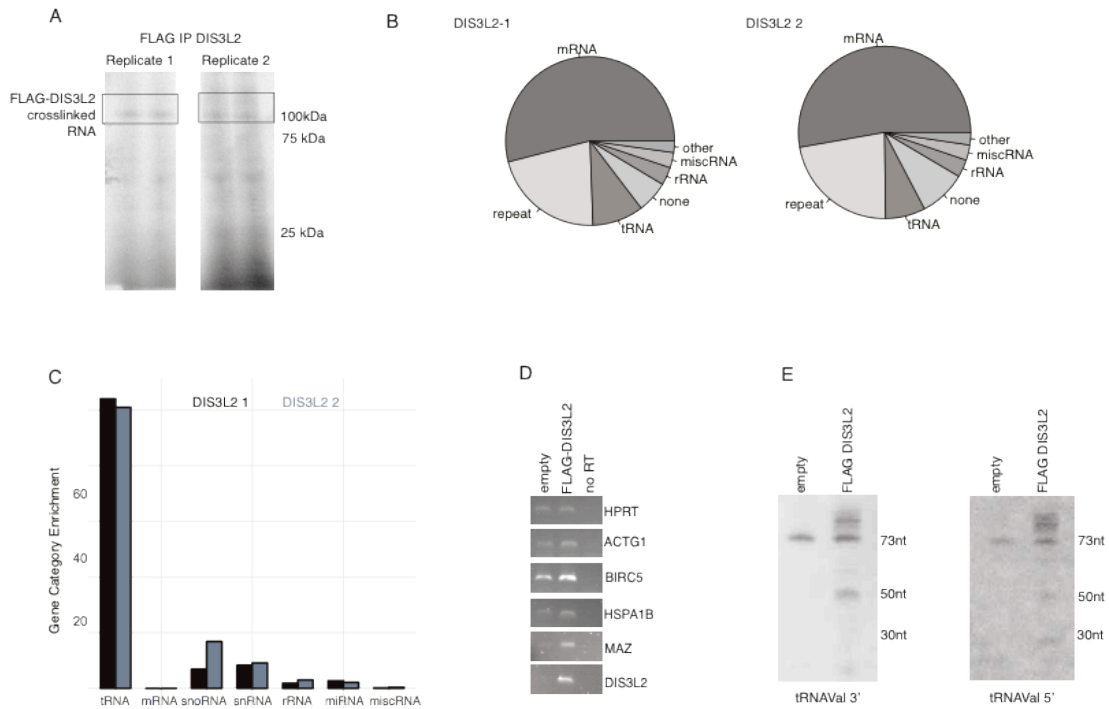 A
FLAG IP DIS3L2
Replicate 1 Replicate 2
FLAG-DIS3L2
crosslinked
RNA
100kDa
75 kDa
25 kDa
B
DIS3L2-1
mRNA
other
miscRNA
rRNA
none
tRNA
repeat
DIS3L2 2
mRNA
other
miscRNA
rRNA
none
tRNA
repeat
C
DIS3L2 1 DIS3L2 2
Gene Category Enrichment
60
40
20
tRNA mRNA snoRNA snRNA rRNA miRNA miscRNA
D
empty
FLAG-DIS3L2
no RT
HPRT
ACTG1
BIRC5
HSPA1B
MAZ
DIS3L2
E
empty
FLAG DIS3L2
73nt
50nt
30nt
tRNAVal 3'
empty
FLAG DIS3L2
73nt
50nt
30nt
tRNAVal 5'